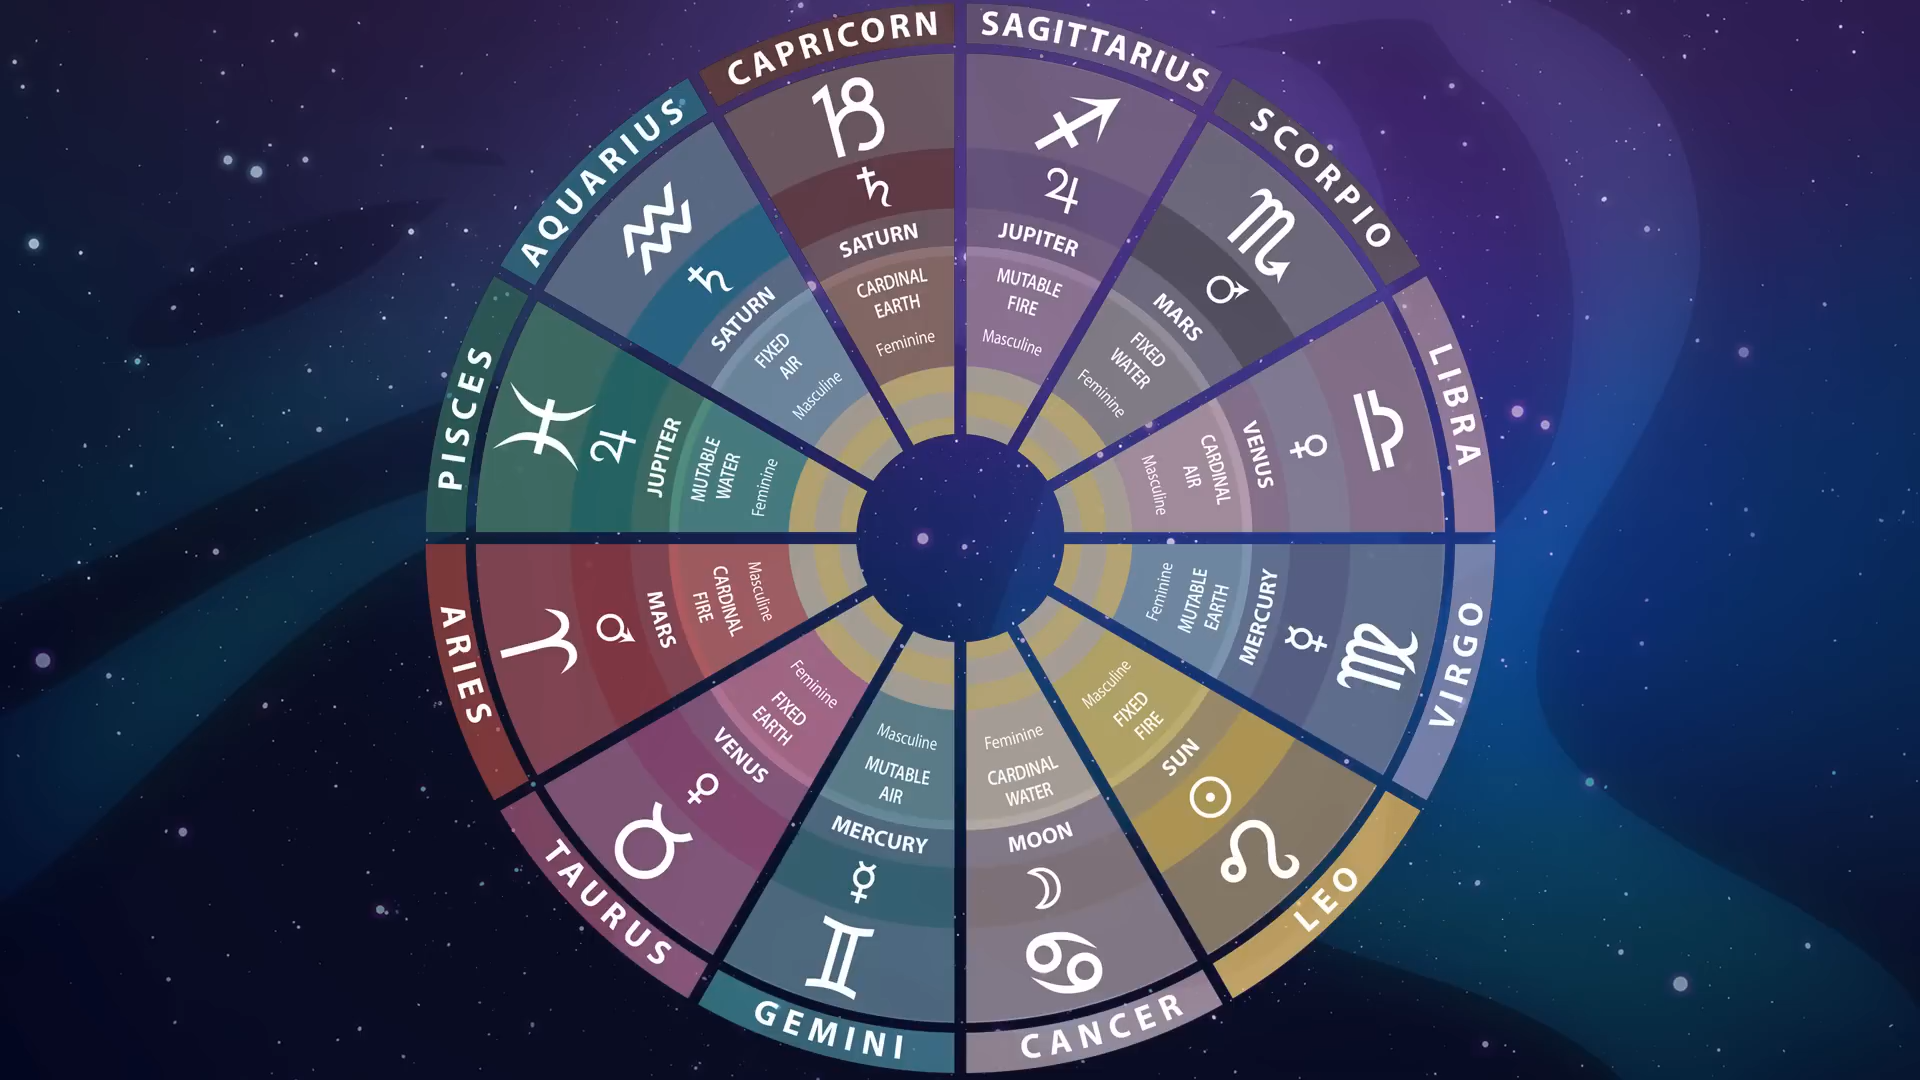 CAPRICORN
SATURN
CARDINAL
EARTH
Feminine
SAGITTARIUS
JUPITER
MUTABLE
FIRE
Masculine
SCORPIO
MARS
FIXED
WATER
Feminine
LIBRA
VENUS
CARDINAL
AIR
Masculine
VIRGO
MERCURY
MUTABLE
EARTH
Feminine
LEO
SUN
FIXED
FIRE
Masculine
CANCER
MOON
CARDINAL
WATER
Feminine
GEMINI
MERCURY
MUTABLE
AIR
Masculine
TAURUS
VENUS
FIXED
EARTH
Feminine
ARIES
MARS
CARDINAL
FIRE
Masculine
PISCES
JUPITER
MUTABLE
WATER
Feminine
AQUARIUS
SATURN
FIXED
AIR
Masculine